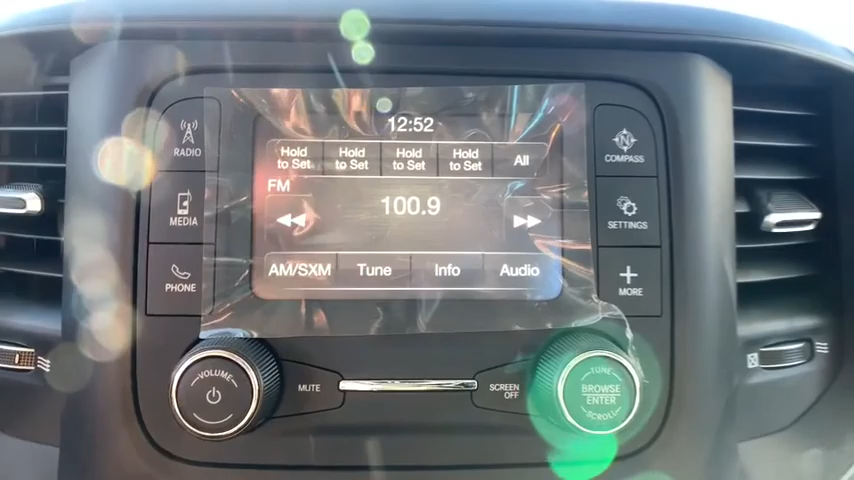 12:52
Hold to Set Hold to Set Hold to Set Hold to Set All
FM
100.9
AM/SXM Tune Info Audio
RADIO
MEDIA
PHONE
COMPASS
SETTINGS
MORE
VOLUME
MUTE
SCREEN
OFF
TUNE
BROWSE
ENTER
SCROLL